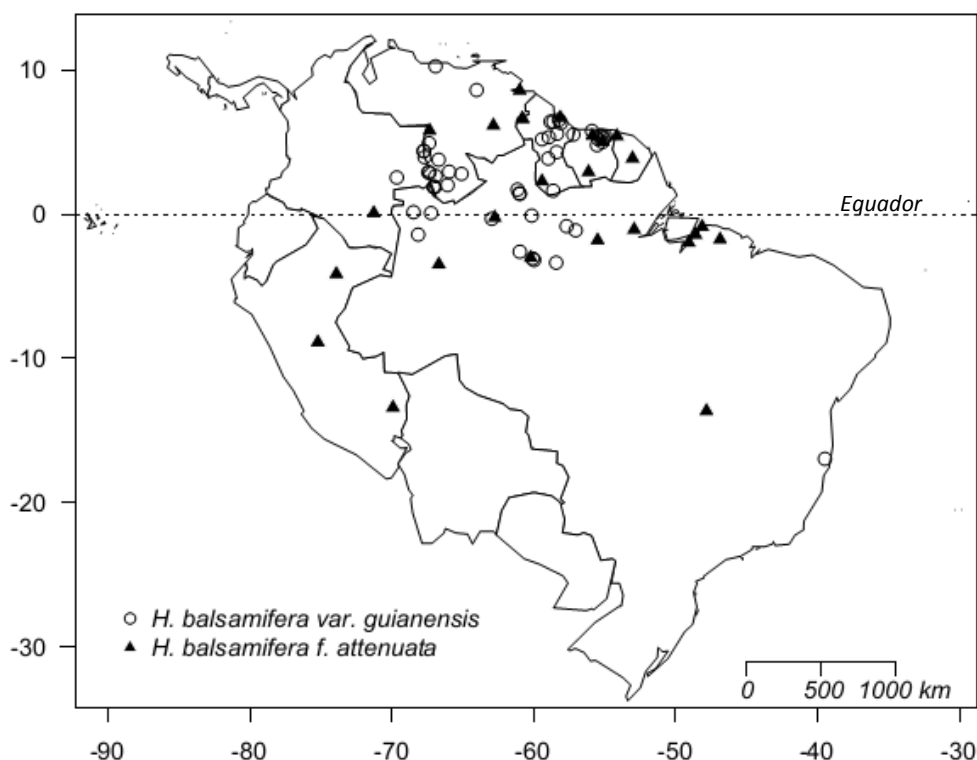 10
0
Equador
-10
-20
H. balsamifera var. guianensis
H. balsamifera f. attenuata
-30
0 500 1000 km
-90 -80 -70 -60 -50 -40 -30